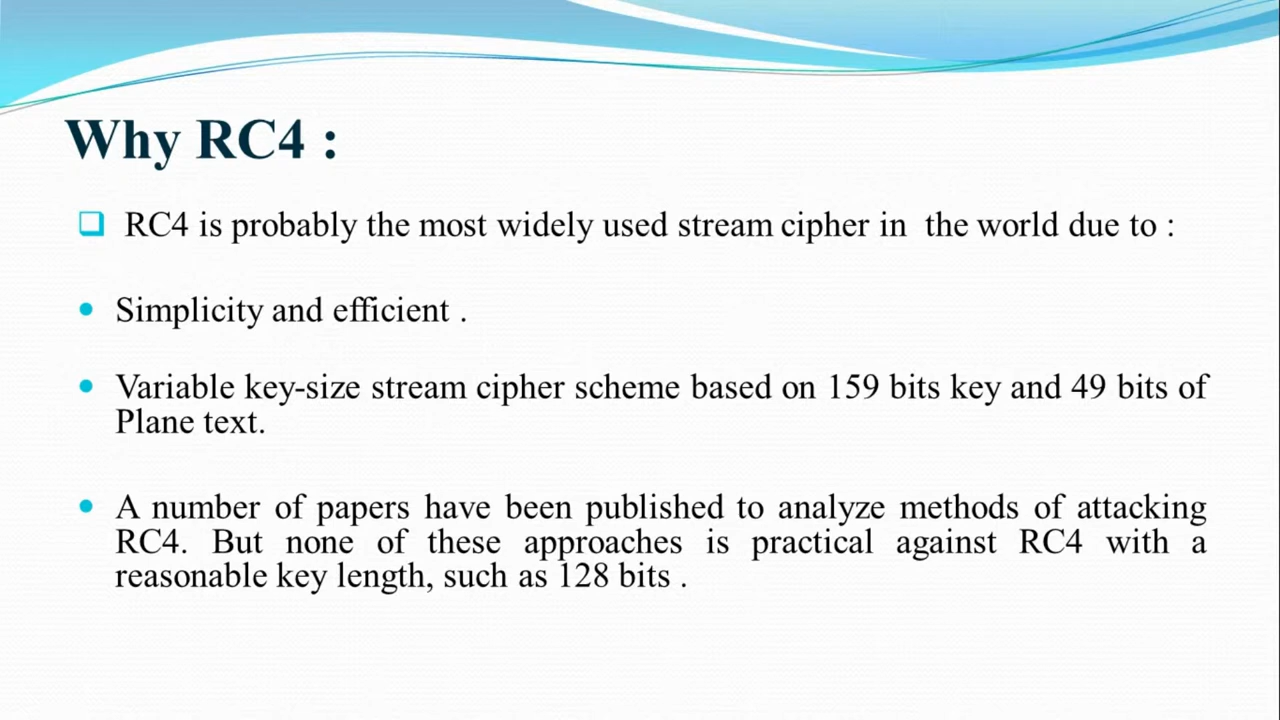 Why RC4 :
RC4 is probably the most widely used stream cipher in the world due to :
Simplicity and efficient .
Variable key-size stream cipher scheme based on 159 bits key and 49 bits of
Plane text.
A number of papers have been published to analyze methods of attacking
RC4. But none of these approaches is practical against RC4 with a
reasonable key length, such as 128 bits .